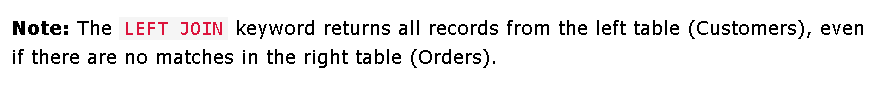 Note: The LEFT JOIN keyword returns all records from the left table (Customers), even
if there are no matches in the right table (Orders).